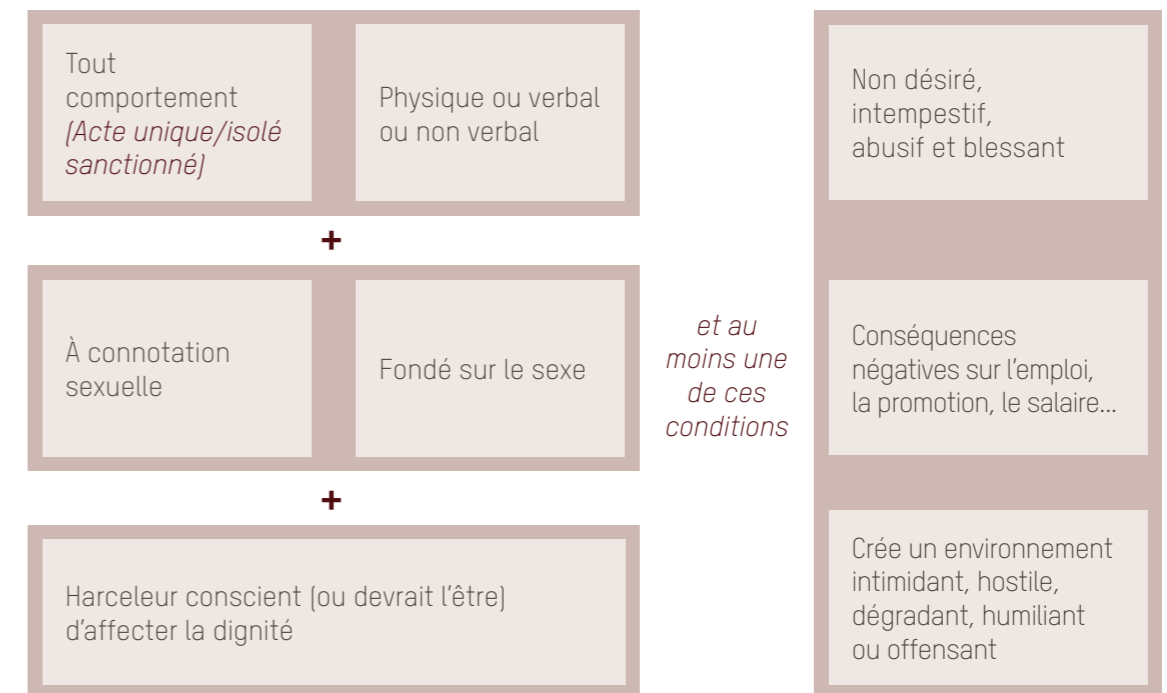 Tout
comportement
(Acte unique/isolé
sanctionné)
Physique ou verbal
ou non verbal
+
À connotation
sexuelle
Fondé sur le sexe
+
Harceleur conscient (ou devrait l'être)
d'affecter la dignité
et au
moins une
de ces
conditions
Non désiré,
intempestif,
abusif et blessant
Conséquences
négatives sur l'emploi,
la promotion, le salaire...
Crée un environnement
intimidant, hostile,
dégradant, humiliant
ou offensant